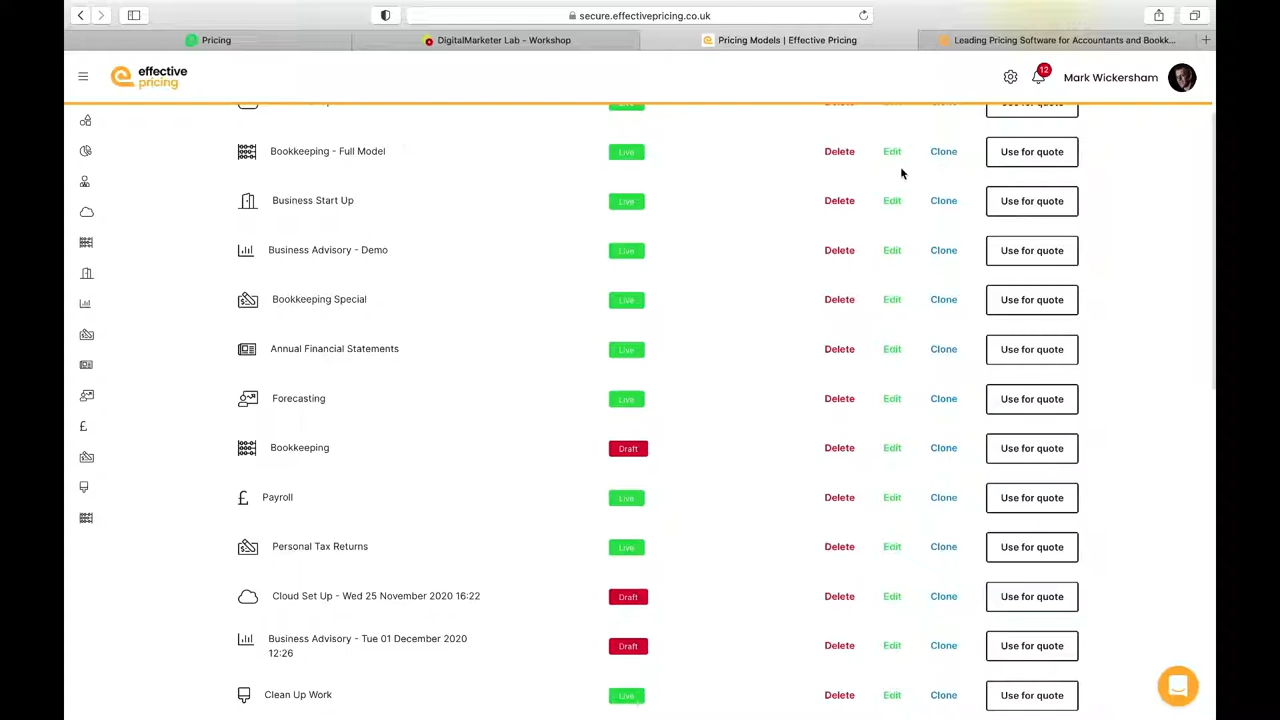 secure.effectivepricing.co.uk
Pricing
DigitalMarketer Lab - Workshop
Pricing Models | Effective Pricing
Leading Pricing Software for Accountants and Bookk...
effective
pricing
12
Mark Wickersham
Bookkeeping - Full Model Live Delete Edit Clone Use for quote
Business Start Up Live Delete Edit Clone Use for quote
Business Advisory - Demo Live Delete Edit Clone Use for quote
Bookkeeping Special Live Delete Edit Clone Use for quote
Annual Financial Statements Live Delete Edit Clone Use for quote
Forecasting Live Delete Edit Clone Use for quote
Bookkeeping Draft Delete Edit Clone Use for quote
Payroll Live Delete Edit Clone Use for quote
Personal Tax Returns Live Delete Edit Clone Use for quote
Cloud Set Up - Wed 25 November 2020 16:22 Draft Delete Edit Clone Use for quote
Business Advisory - Tue 01 December 2020
12:26 Draft Delete Edit Clone Use for quote
Clean Up Work Live Delete Edit Clone Use for quote